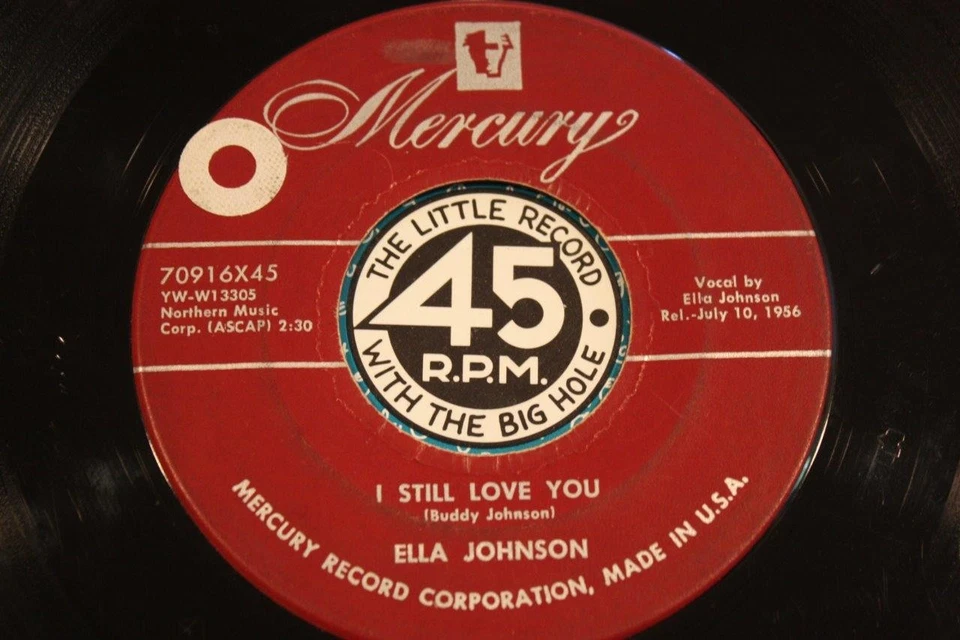 Mercury
THE LITTLE RECORD
45
R.P.M.
WITH THE BIG HOLE
70916X45
YW-W13305
Northern Music
Corp. (ASCAP) 2:30
Vocal by
Ella Johnson
Rel.-July 10, 1956
I STILL LOVE YOU
(Buddy Johnson)
ELLA JOHNSON
MERCURY RECORD CORPORATION, MADE IN U.S.A.